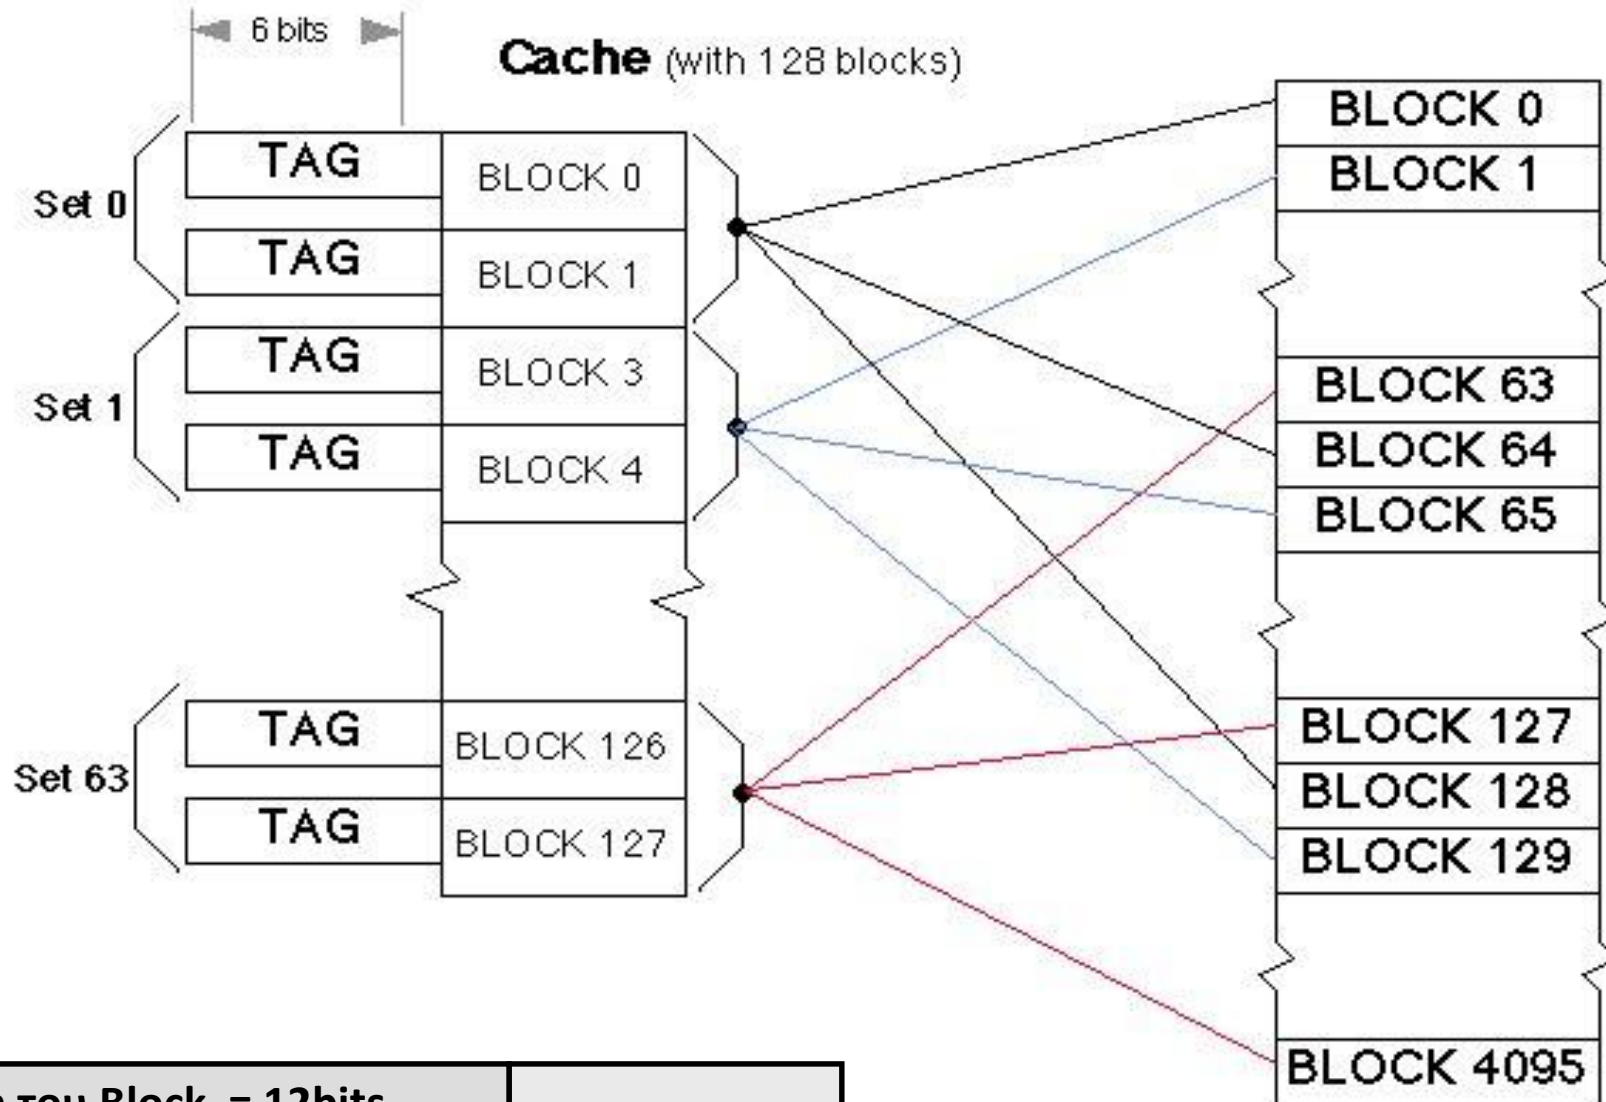 6 bits
Cache (with 128 blocks)
Set 0
TAG
BLOCK 0
TAG
BLOCK 1
Set 1
TAG
BLOCK 3
TAG
BLOCK 4
Set 63
TAG
BLOCK 126
TAG
BLOCK 127
BLOCK 0
BLOCK 1
BLOCK 63
BLOCK 64
BLOCK 65
BLOCK 127
BLOCK 128
BLOCK 129
BLOCK 4095
του Block = 12bits